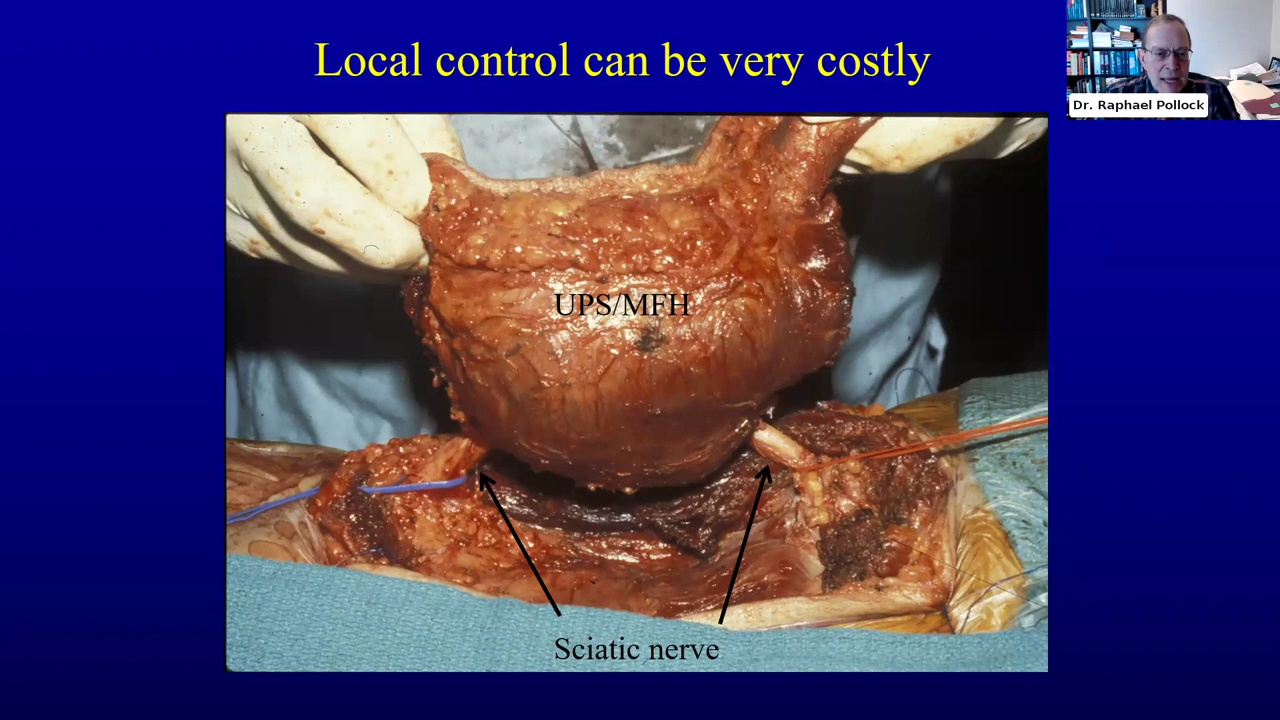 Local control can be very costly
Dr. Raphael Pollock
UPS/MFH
Sciatic nerve